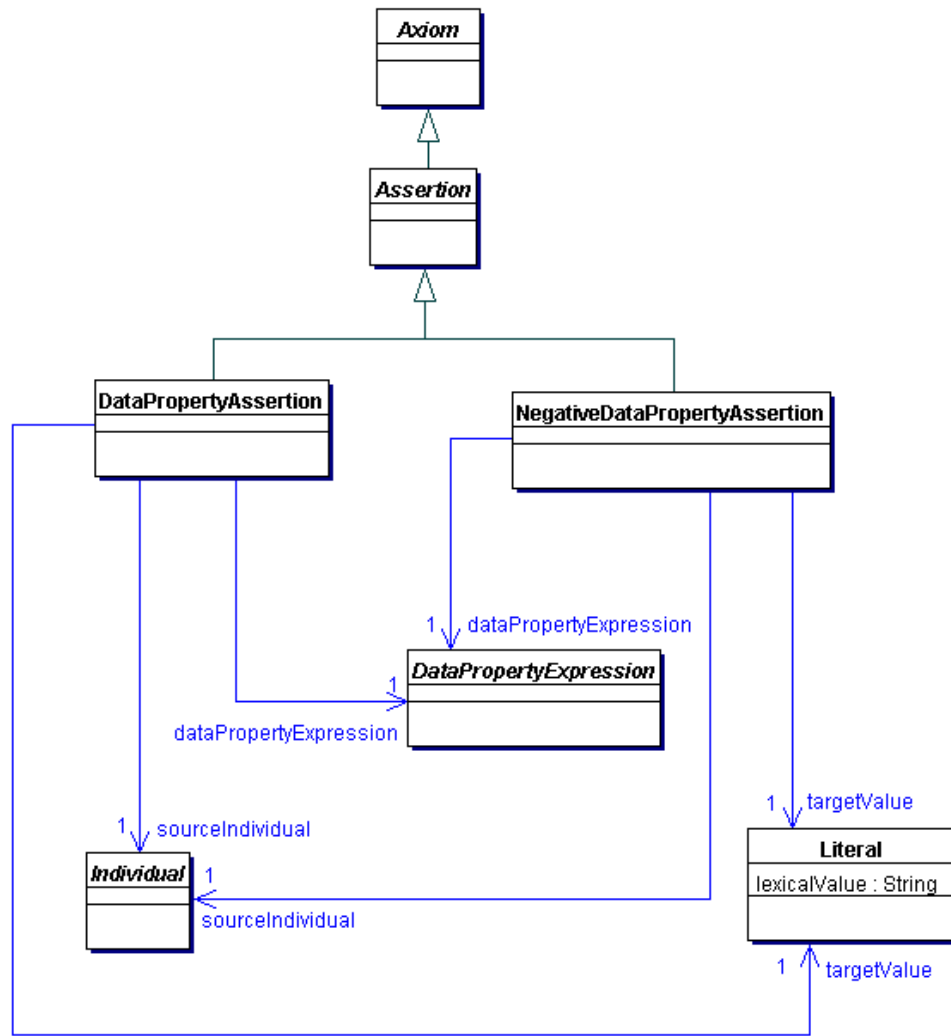 Axiom
Assertion
DataPropertyAssertion
NegativeDataPropertyAssertion
1 dataPropertyExpression
DataPropertyExpression
1
dataPropertyExpression
1 sourceIndividual
1 targetValue
Individual
1
sourceIndividual
Literal
lexicalValue : String
1 targetValue